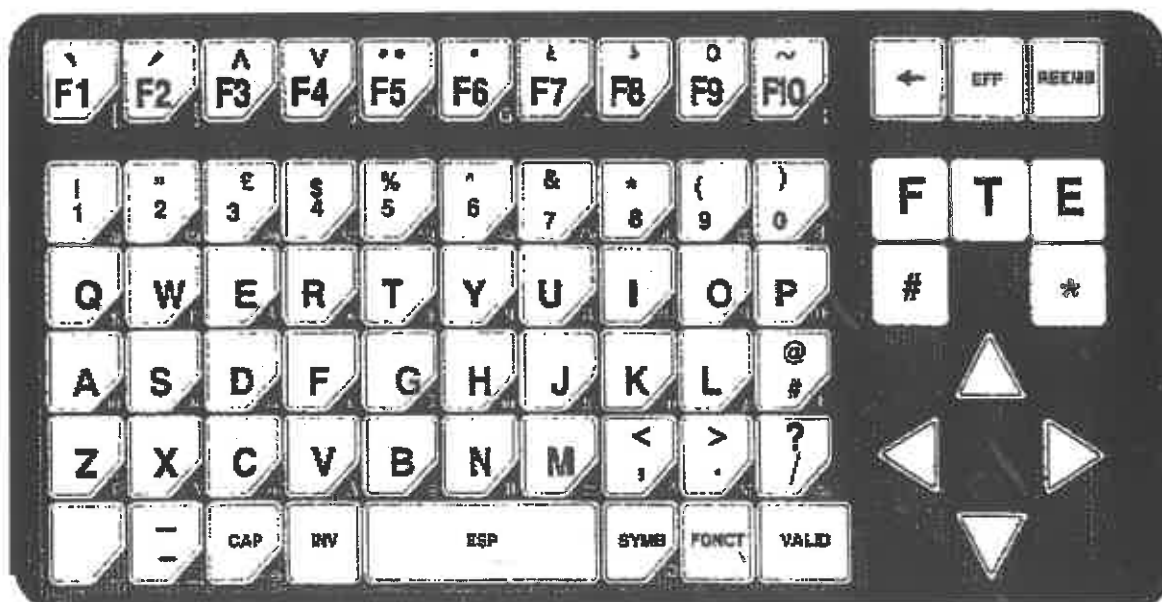 ` ´ ʌ v •• • ¿ ¸ o ~
F1 F2 F3 F4 F5 F6 F7 F8 F9 F10
← EFF
! " £ $ % ^ & * ( )
1 2 3 4 5 6 7 8 9 0
F T E
Q W E R T Y U I O P
# *
A S D F G H J K L @ #
Z X C V B N M < , > . ? /
— –
CAP INV ESP SYMB FONCT VALID